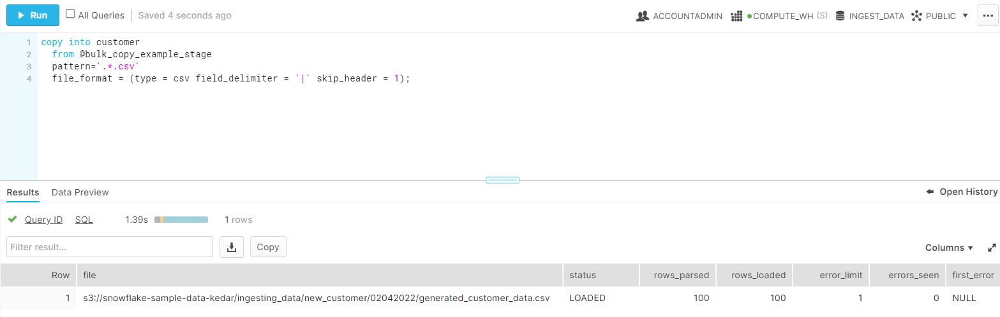 Run All Queries Saved 4 seconds ago ACCOUNTADMIN COMPUTE_WH (S) INGEST_DATA PUBLIC
1 copy into customer
2 from @bulk_copy_example_stage
3 pattern='.*.csv'
4 file_format = (type = csv field_delimiter = '|' skip_header = 1);
Results Data Preview Open History
Query ID SQL 1.39s 1 rows
Filter result... Copy Columns
Row file status rows_parsed rows_loaded error_limit errors_seen first_error
1 s3://snowflake-sample-data-kedar/ingesting_data/new_customer/02042022/generated_customer_data.csv LOADED 100 100 1 0 NULL